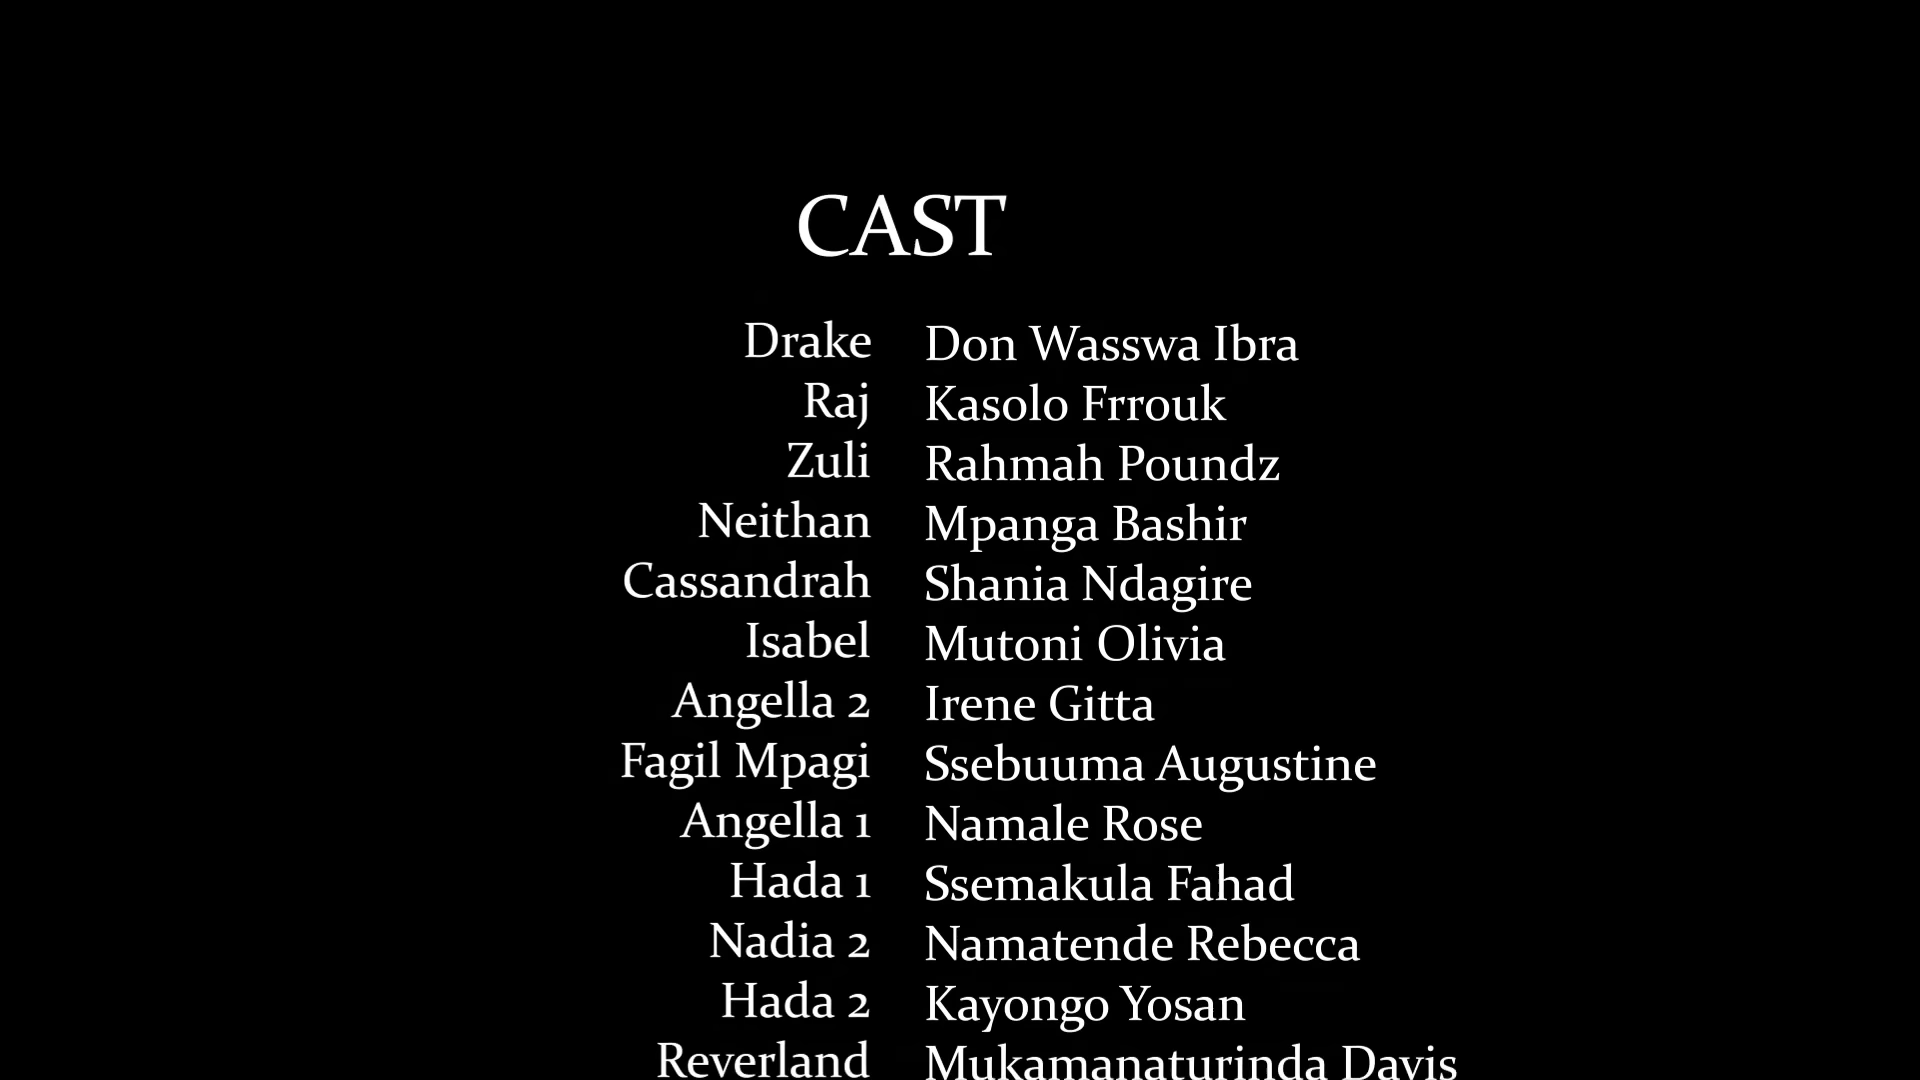 CAST
Drake Don Wasswa Ibra
Raj Kasolo Frrouk
Zuli Rahmah Poundz
Neithan Mpanga Bashir
Cassandrah Shania Ndagire
Isabel Mutoni Olivia
Angella 2 Irene Gitta
Fagil Mpagi Ssebuuma Augustine
Angella 1 Namale Rose
Hada 1 Ssemakula Fahad
Nadia 2 Namatende Rebecca
Hada 2 Kayongo Yosan
Reverland Mukamanaturinda Davis